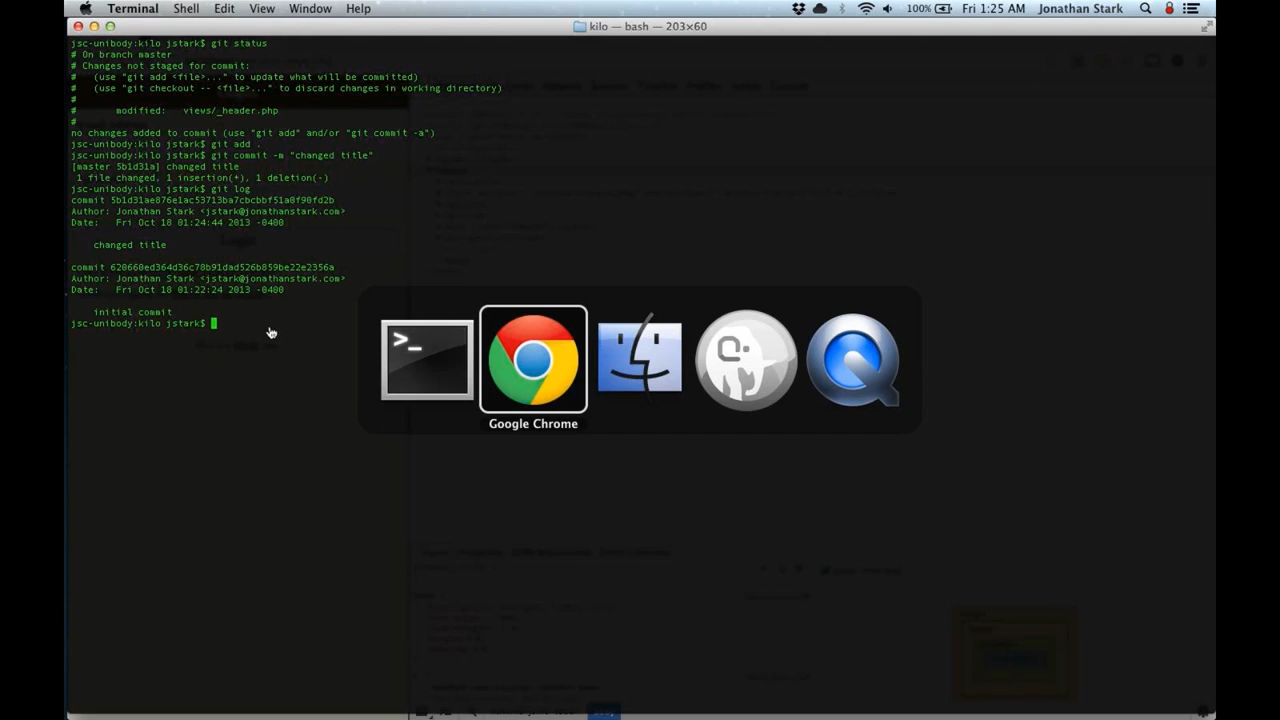 Terminal Shell Edit View Window Help 100% Fri 1:25 AM Jonathan Stark
kilo — bash — 203×60
jsc-unibody:kilo jstark$ git status
# On branch master
# Changes not staged for commit:
#   (use "git add <file>..." to update what will be committed)
#   (use "git checkout -- <file>..." to discard changes in working directory)
#
#       modified:   views/_header.php
#
no changes added to commit (use "git add" and/or "git commit -a")
jsc-unibody:kilo jstark$ git add .
jsc-unibody:kilo jstark$ git commit -m "changed title"
[master 5b1d31a] changed title
 1 file changed, 1 insertion(+), 1 deletion(-)
jsc-unibody:kilo jstark$ git log
commit 5b1d31ae876e1ac53713ba7cbcbbf51a0f90fd2b
Author: Jonathan Stark <jstark@jonathanstark.com>
Date:   Fri Oct 18 01:24:44 2013 -0400
    changed title
commit 620660ed364d36c78b91dad526b859be22e2356a
Author: Jonathan Stark <jstark@jonathanstark.com>
Date:   Fri Oct 18 01:22:24 2013 -0400
    initial commit
jsc-unibody:kilo jstark$
Google Chrome